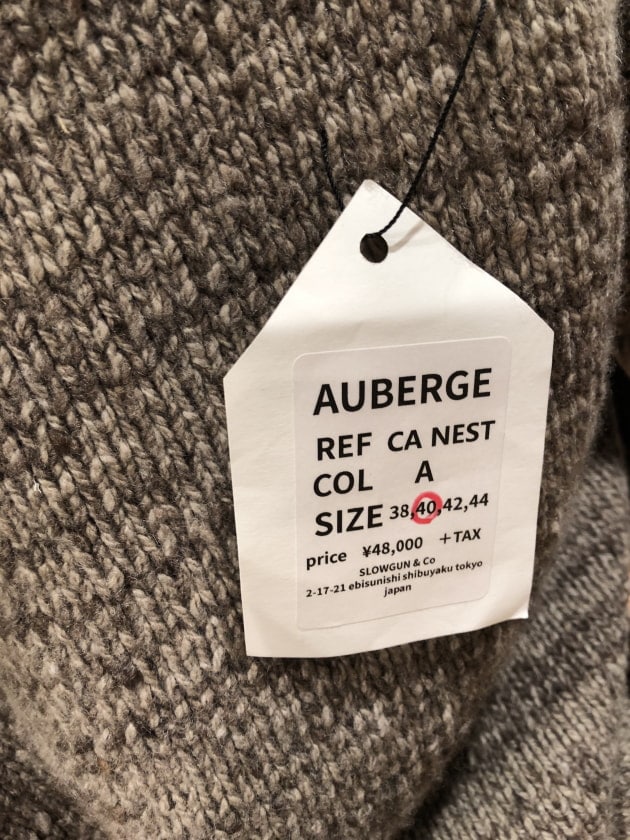 AUBERGE
REF CA NEST
COL A
SIZE 38,40,42,44
price ¥48,000 +TAX
SLOWGUN & Co
2-17-21 ebisunishi shibuyaku tokyo
japan